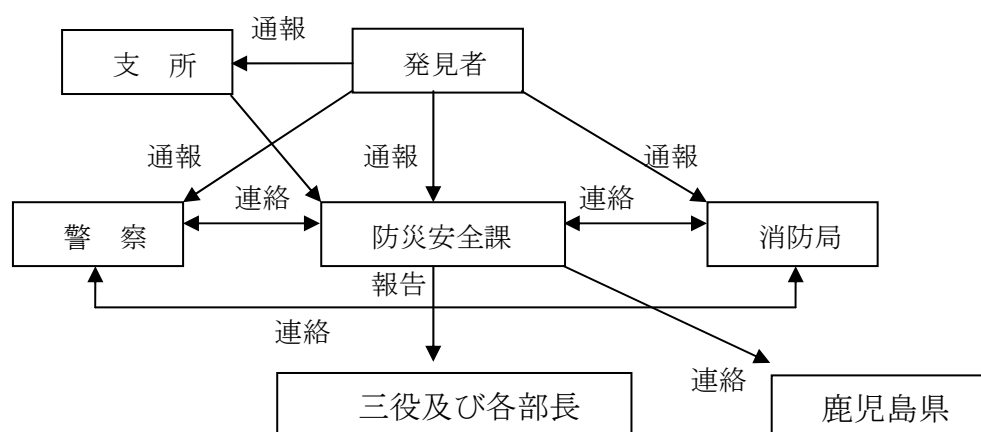 通報
支　所
発見者
通報
通報
通報
連絡
連絡
警　察
防災安全課
消防局
報告
連絡
連絡
三役及び各部長
鹿児島県